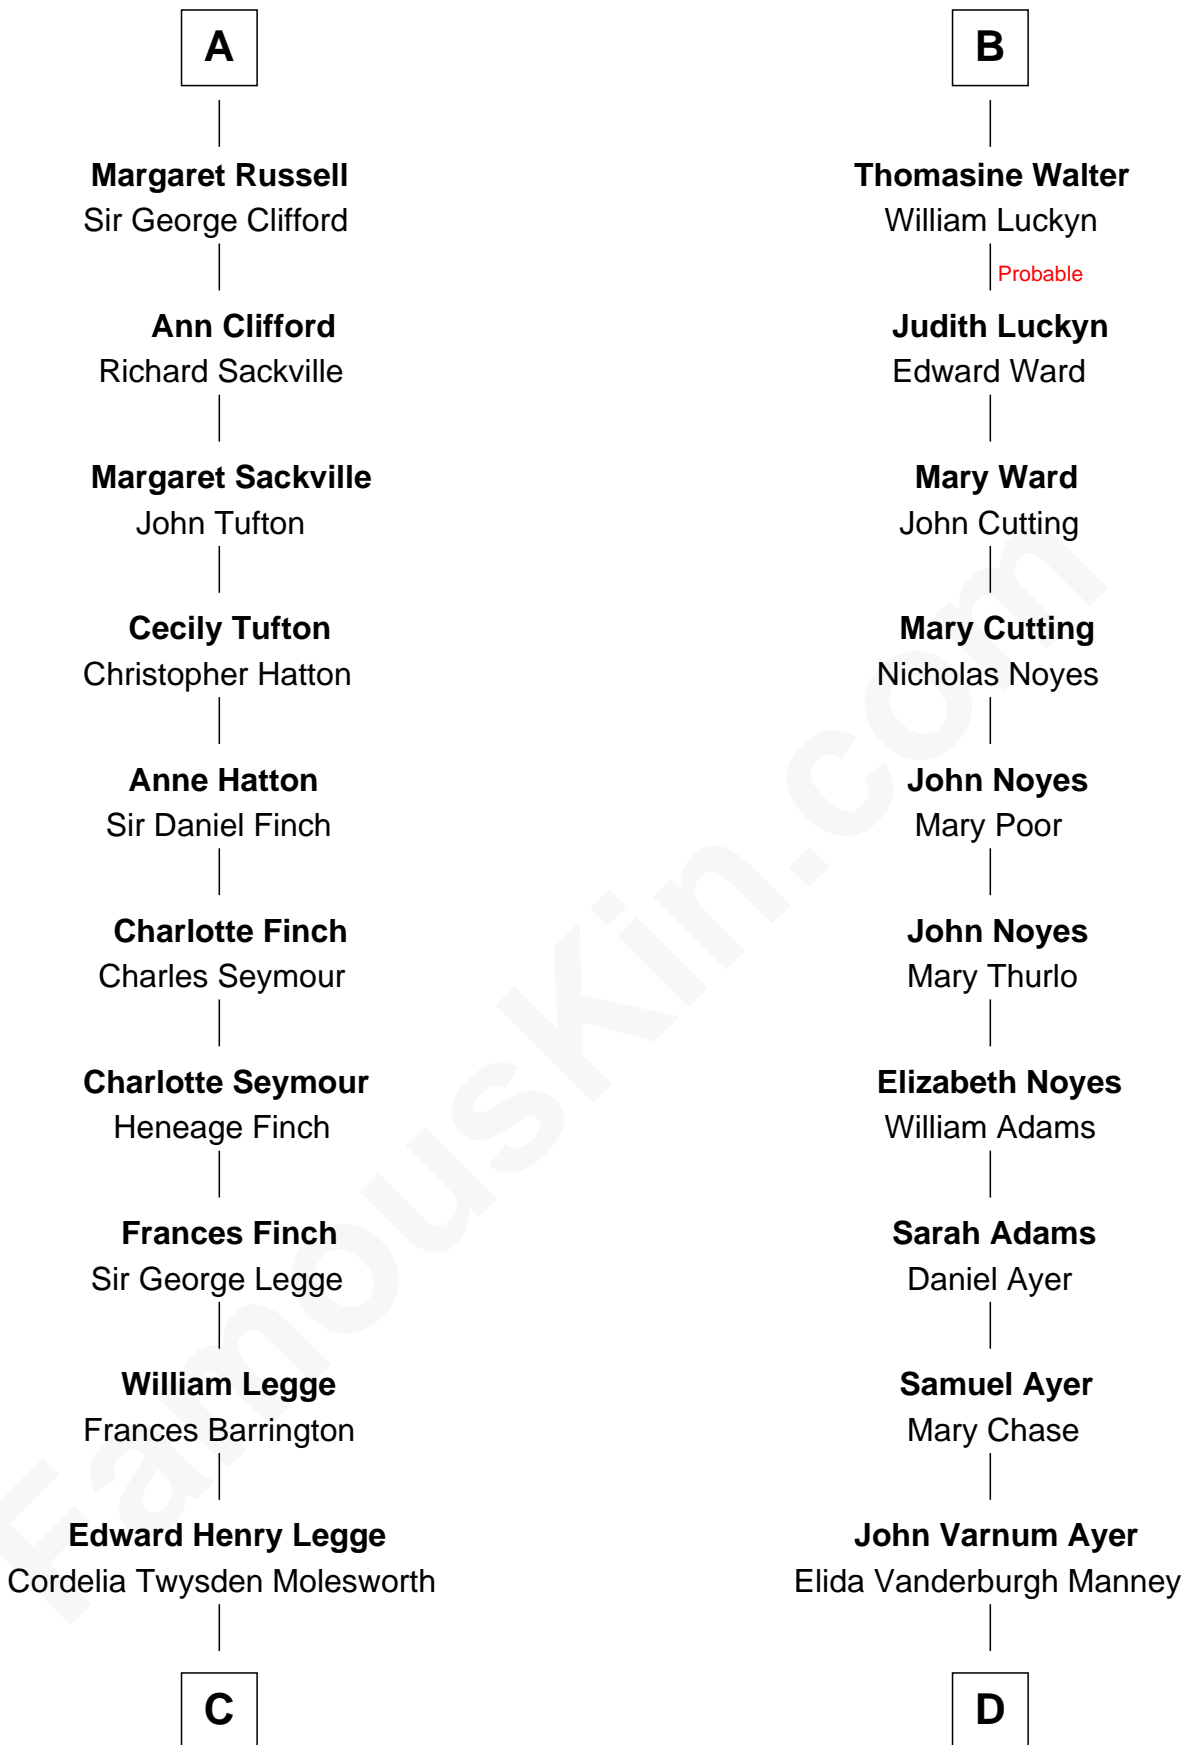 A
Margaret Russell
Sir George Clifford
Ann Clifford
Richard Sackville
Margaret Sackville
John Tufton
Cecily Tufton
Christopher Hatton
Anne Hatton
Sir Daniel Finch
Charlotte Finch
Charles Seymour
Charlotte Seymour
Heneage Finch
Frances Finch
Sir George Legge
William Legge
Frances Barrington
Edward Henry Legge
Cordelia Twysden Molesworth
C
B
Thomasine Walter
William Luckyn
Probable
Judith Luckyn
Edward Ward
Mary Ward
John Cutting
Mary Cutting
Nicholas Noyes
John Noyes
Mary Poor
John Noyes
Mary Thurlo
Elizabeth Noyes
William Adams
Sarah Adams
Daniel Ayer
Samuel Ayer
Mary Chase
John Varnum Ayer
Elida Vanderburgh Manney
D
FamousKin.com